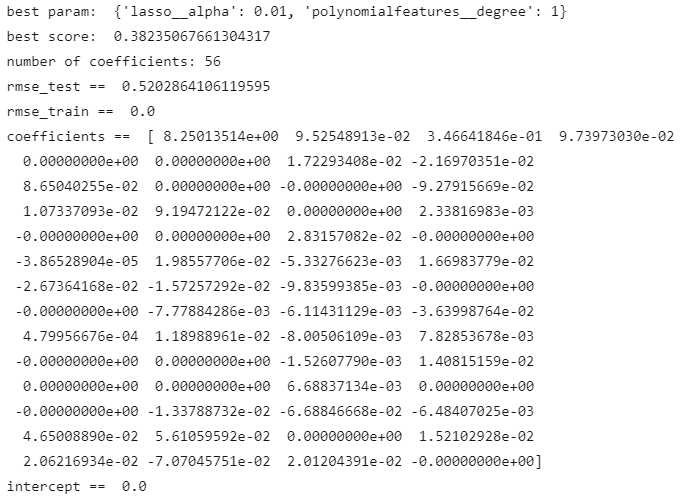 best param:  {'lasso__alpha': 0.01, 'polynomialfeatures__degree': 1}
best score:  0.38235067661304317
number of coefficients: 56
rmse_test ==  0.5202864106119595
rmse_train ==  0.0
coefficients ==  [ 8.25013514e+00  9.52548913e-02  3.46641846e-01  9.73973030e-02
  0.00000000e+00  0.00000000e+00  1.72293408e-02 -2.16970351e-02
  8.65040255e-02  0.00000000e+00 -0.00000000e+00 -9.27915669e-02
  1.07337093e-02  9.19472122e-02  0.00000000e+00  2.33816983e-03
 -0.00000000e+00  0.00000000e+00  2.83157082e-02 -0.00000000e+00
 -3.86528904e-05  1.98557706e-02 -5.33276623e-03  1.66983779e-02
 -2.67364168e-02 -1.57257292e-02 -9.83599385e-03 -0.00000000e+00
 -0.00000000e+00 -7.77884286e-03 -6.11431129e-03 -3.63998764e-02
  4.79956676e-04  1.18988961e-02 -8.00506109e-03  7.82853678e-03
 -0.00000000e+00  0.00000000e+00 -1.52607790e-03  1.40815159e-02
  0.00000000e+00  0.00000000e+00  6.68837134e-03  0.00000000e+00
 -0.00000000e+00 -1.33788732e-02 -6.68846668e-02 -6.48407025e-03
  4.65008890e-02  5.61059592e-02  0.00000000e+00  1.52102928e-02
  2.06216934e-02 -7.07045751e-02  2.01204391e-02 -0.00000000e+00]
intercept ==  0.0